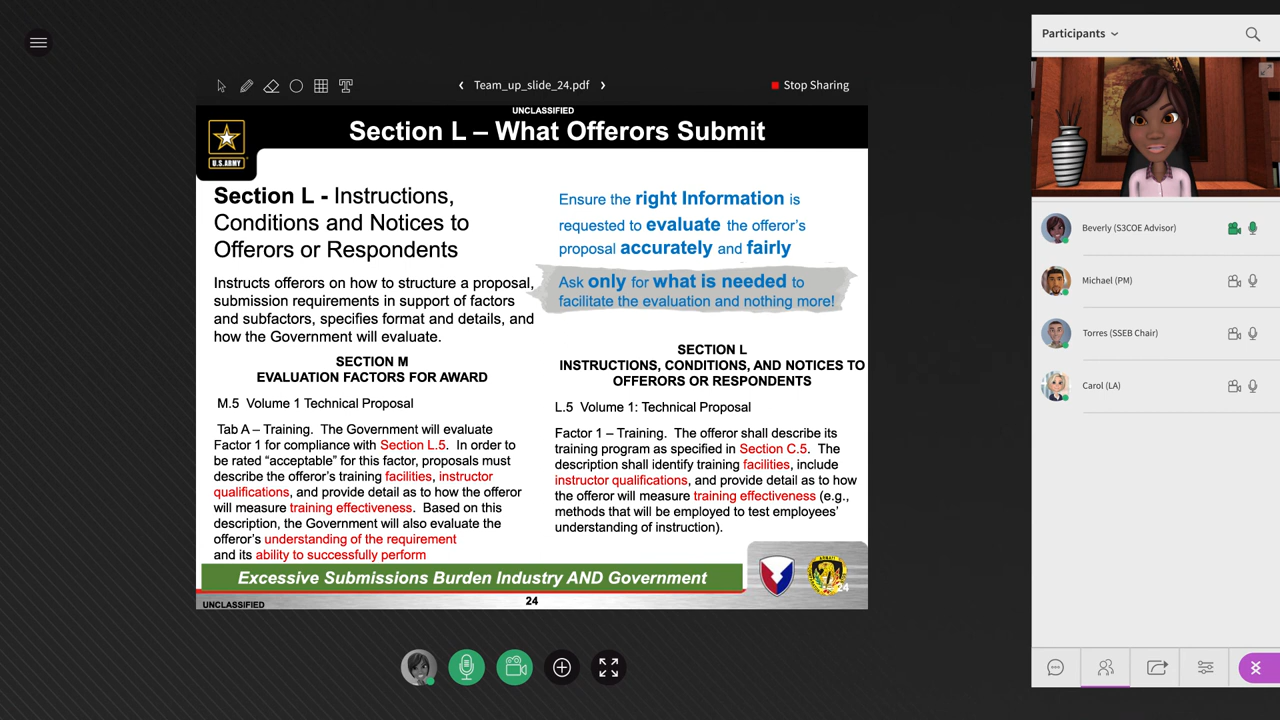 Participants
Team_up_slide_24.pdf
Stop Sharing
UNCLASSIFIED
Section L – What Offerors Submit
U.S.ARMY
Section L - Instructions,
Conditions and Notices to
Offerors or Respondents
Instructs offerors on how to structure a proposal,
submission requirements in support of factors
and subfactors, specifies format and details, and
how the Government will evaluate.
SECTION M
EVALUATION FACTORS FOR AWARD
M.5 Volume 1 Technical Proposal
Tab A – Training. The Government will evaluate
Factor 1 for compliance with Section L.5. In order to
be rated “acceptable” for this factor, proposals must
describe the offeror's training facilities, instructor
qualifications, and provide detail as to how the offeror
will measure training effectiveness. Based on this
description, the Government will also evaluate the
offeror's understanding of the requirement
and its ability to successfully perform
Ensure the right Information is
requested to evaluate the offeror's
proposal accurately and fairly
Ask only for what is needed to
facilitate the evaluation and nothing more!
SECTION L
INSTRUCTIONS, CONDITIONS, AND NOTICES TO
OFFERORS OR RESPONDENTS
L.5 Volume 1: Technical Proposal
Factor 1 – Training. The offeror shall describe its
training program as specified in Section C.5. The
description shall identify training facilities, include
instructor qualifications, and provide detail as to how
the offeror will measure training effectiveness (e.g.,
methods that will be employed to test employees'
understanding of instruction).
Excessive Submissions Burden Industry AND Government
24
UNCLASSIFIED
24
Beverly (S3COE Advisor)
Michael (PM)
Torres (SSEB Chair)
Carol (LA)